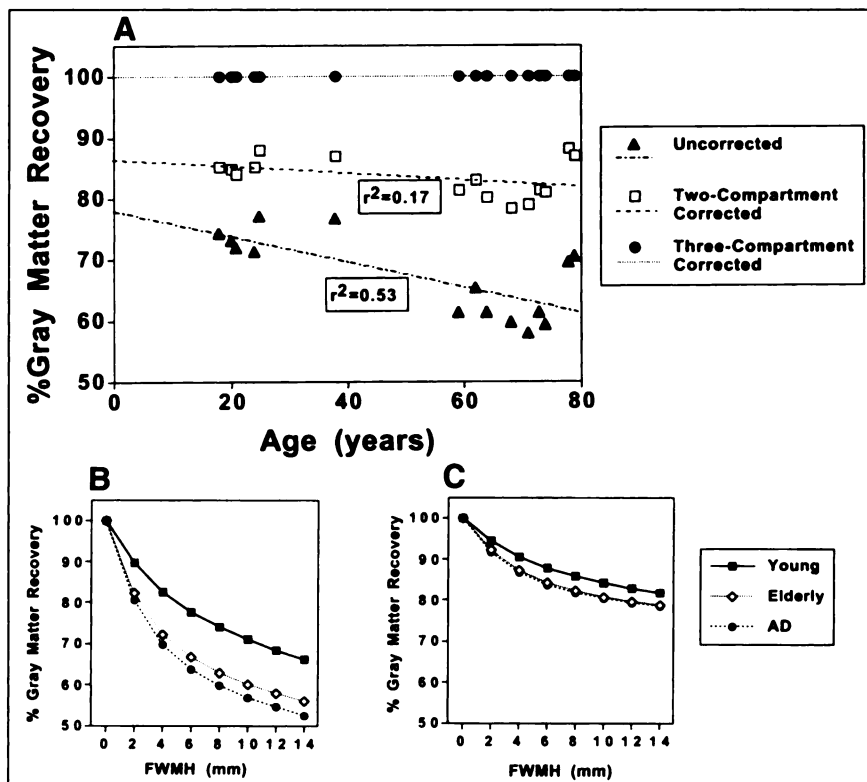 A
%Gray Matter Recovery
100
90
80
70
60
50
r²=0.17
r²=0.53
0 20 40 60 80
Age (years)
Uncorrected
Two-Compartment
Corrected
Three-Compartment
Corrected
B
% Gray Matter Recovery
100
90
80
70
60
50
0 2 4 6 8 10 12 14
FWMH (mm)
C
% Gray Matter Recovery
100
90
80
70
60
50
0 2 4 6 8 10 12 14
FWMH (mm)
Young
Elderly
AD